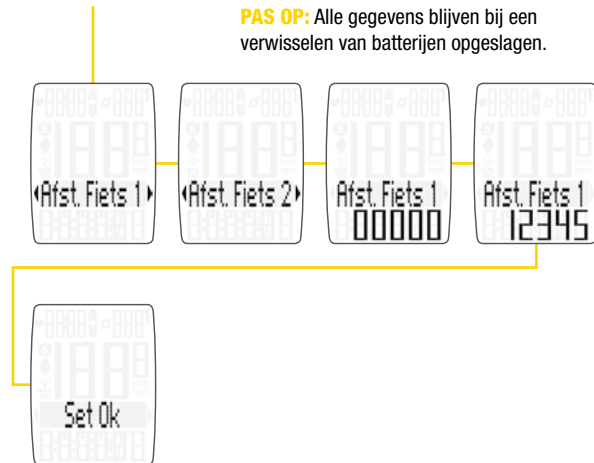 PAS OP: Alle gegevens blijven bij een
verwisselen van batterijen opgeslagen.
Afst. Fiets 1
Afst. Fiets 2
Afst. Fiets 1
00000
Afst. Fiets 1
12345
Set Ok